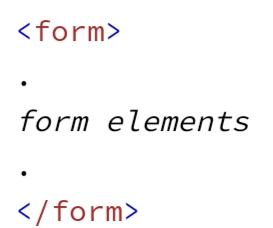 <form>
.
form elements
.
</form>